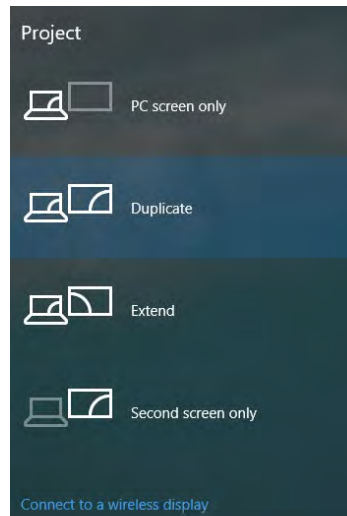 Project
PC screen only
Duplicate
Extend
Second screen only
Connect to a wireless display